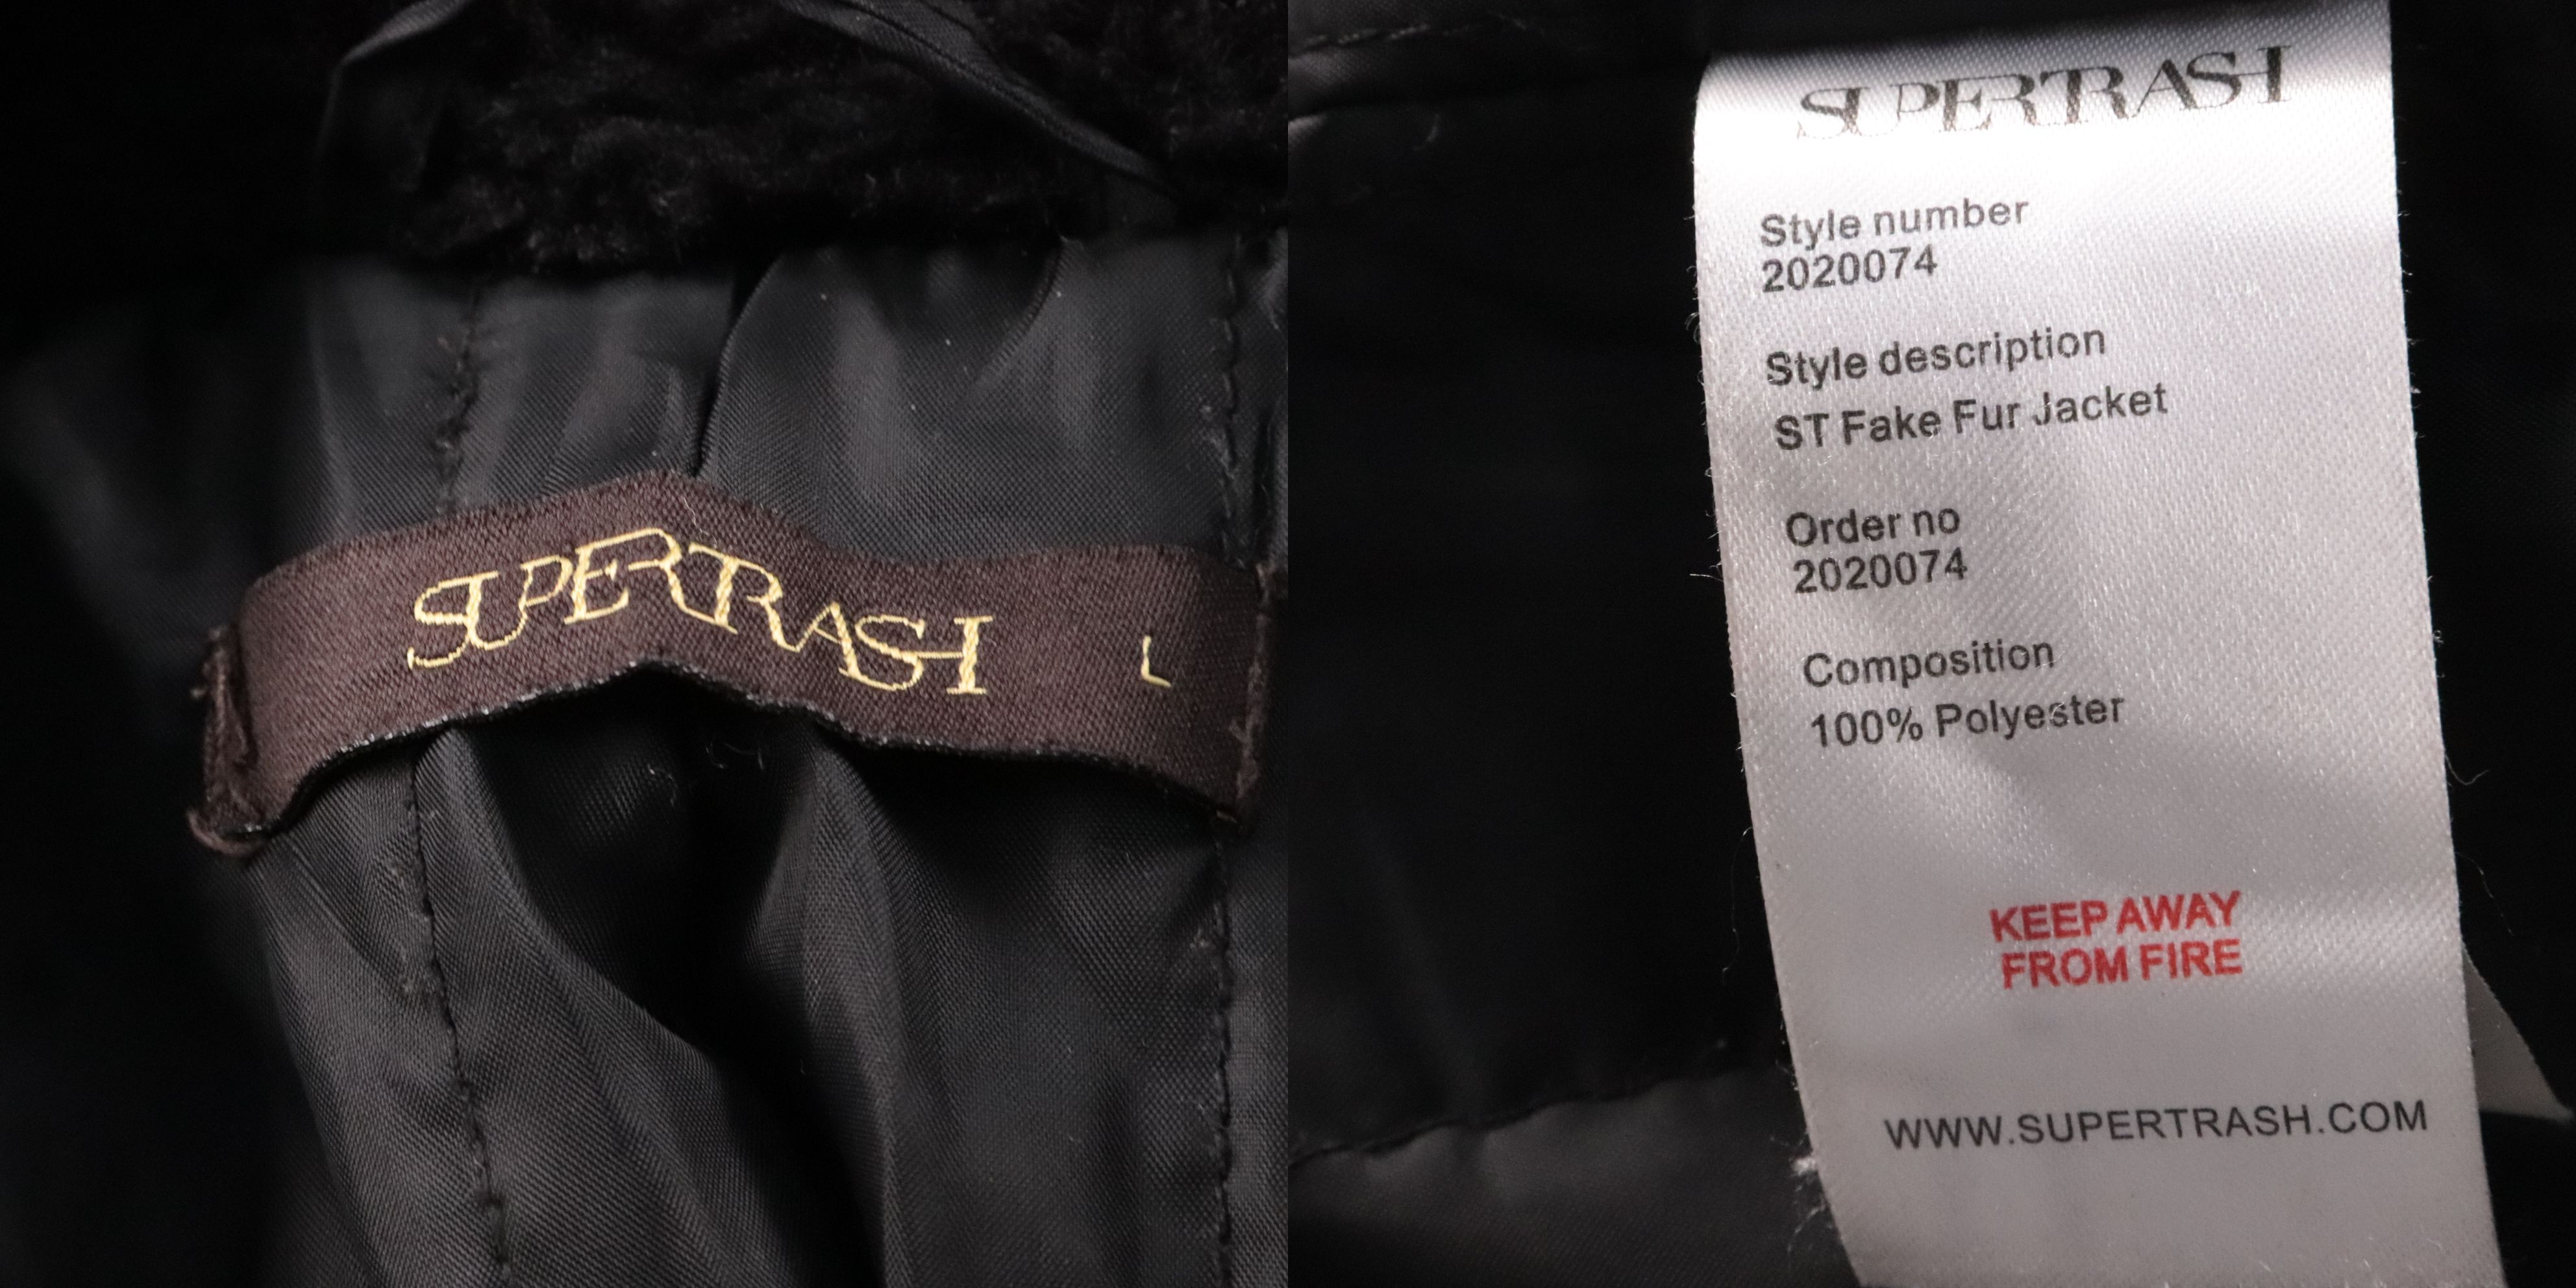 SUPERTRASH L
SUPERTRASH
Style number
2020074
Style description
ST Fake Fur Jacket
Order no
2020074
Composition
100% Polyester
KEEP AWAY
FROM FIRE
WWW.SUPERTRASH.COM